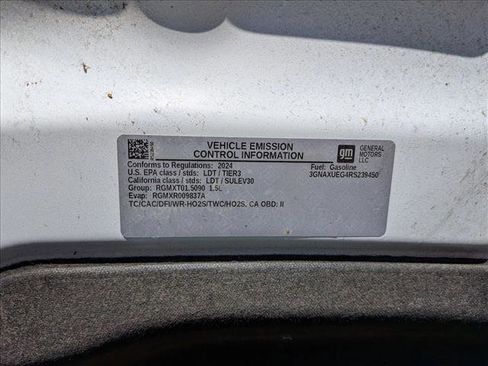 VEHICLE EMISSION
CONTROL INFORMATION
gm
GENERAL
MOTORS LLC
Conforms to Regulations: 2024
Fuel: Gasoline
U.S. EPA class / stds: LDT / TIER3
3GNAXUEG4RS239450
California class / stds: LDT / SULEV30
Group: RGMXT01.5090 1.5L
Evap: RGMXR009837A
TC/CAC/DFI/WR-HO2S/TWC/HO2S, CA OBD: II